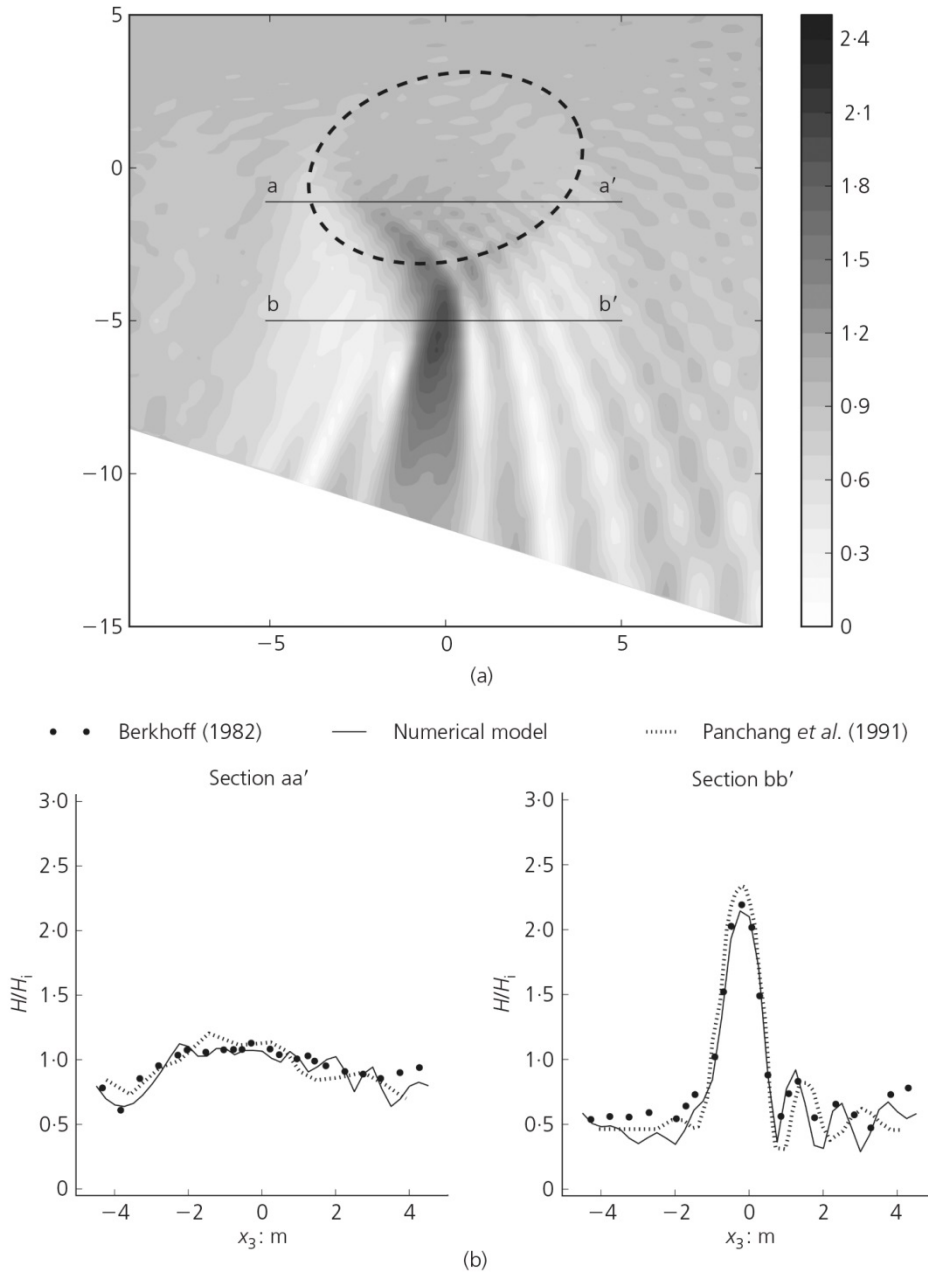 5
0
−5
−10
−15
a a′
b b′
−5 0 5
2·4
2·1
1·8
1·5
1·2
0·9
0·6
0·3
0
(a)
Berkhoff (1982) Numerical model Panchang et al. (1991)
Section aa′ Section bb′
3·0
2·5
2·0
1·5
1·0
0·5
0
H/Hi
−4 −2 0 2 4
x3: m
3·0
2·5
2·0
1·5
1·0
0·5
0
H/Hi
−4 −2 0 2 4
x3: m
(b)